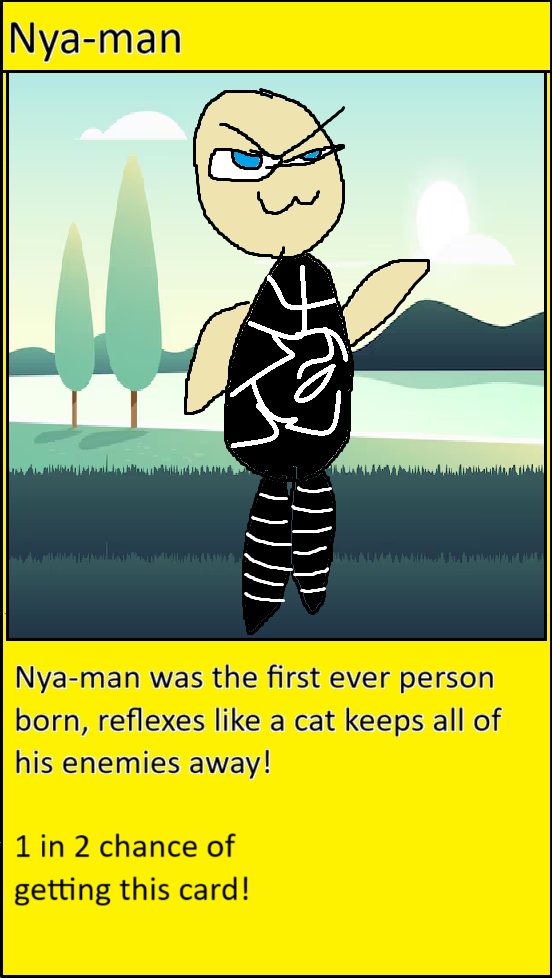 Nya-man
Nya-man was the first ever person
born, reflexes like a cat keeps all of
his enemies away!
1 in 2 chance of
getting this card!